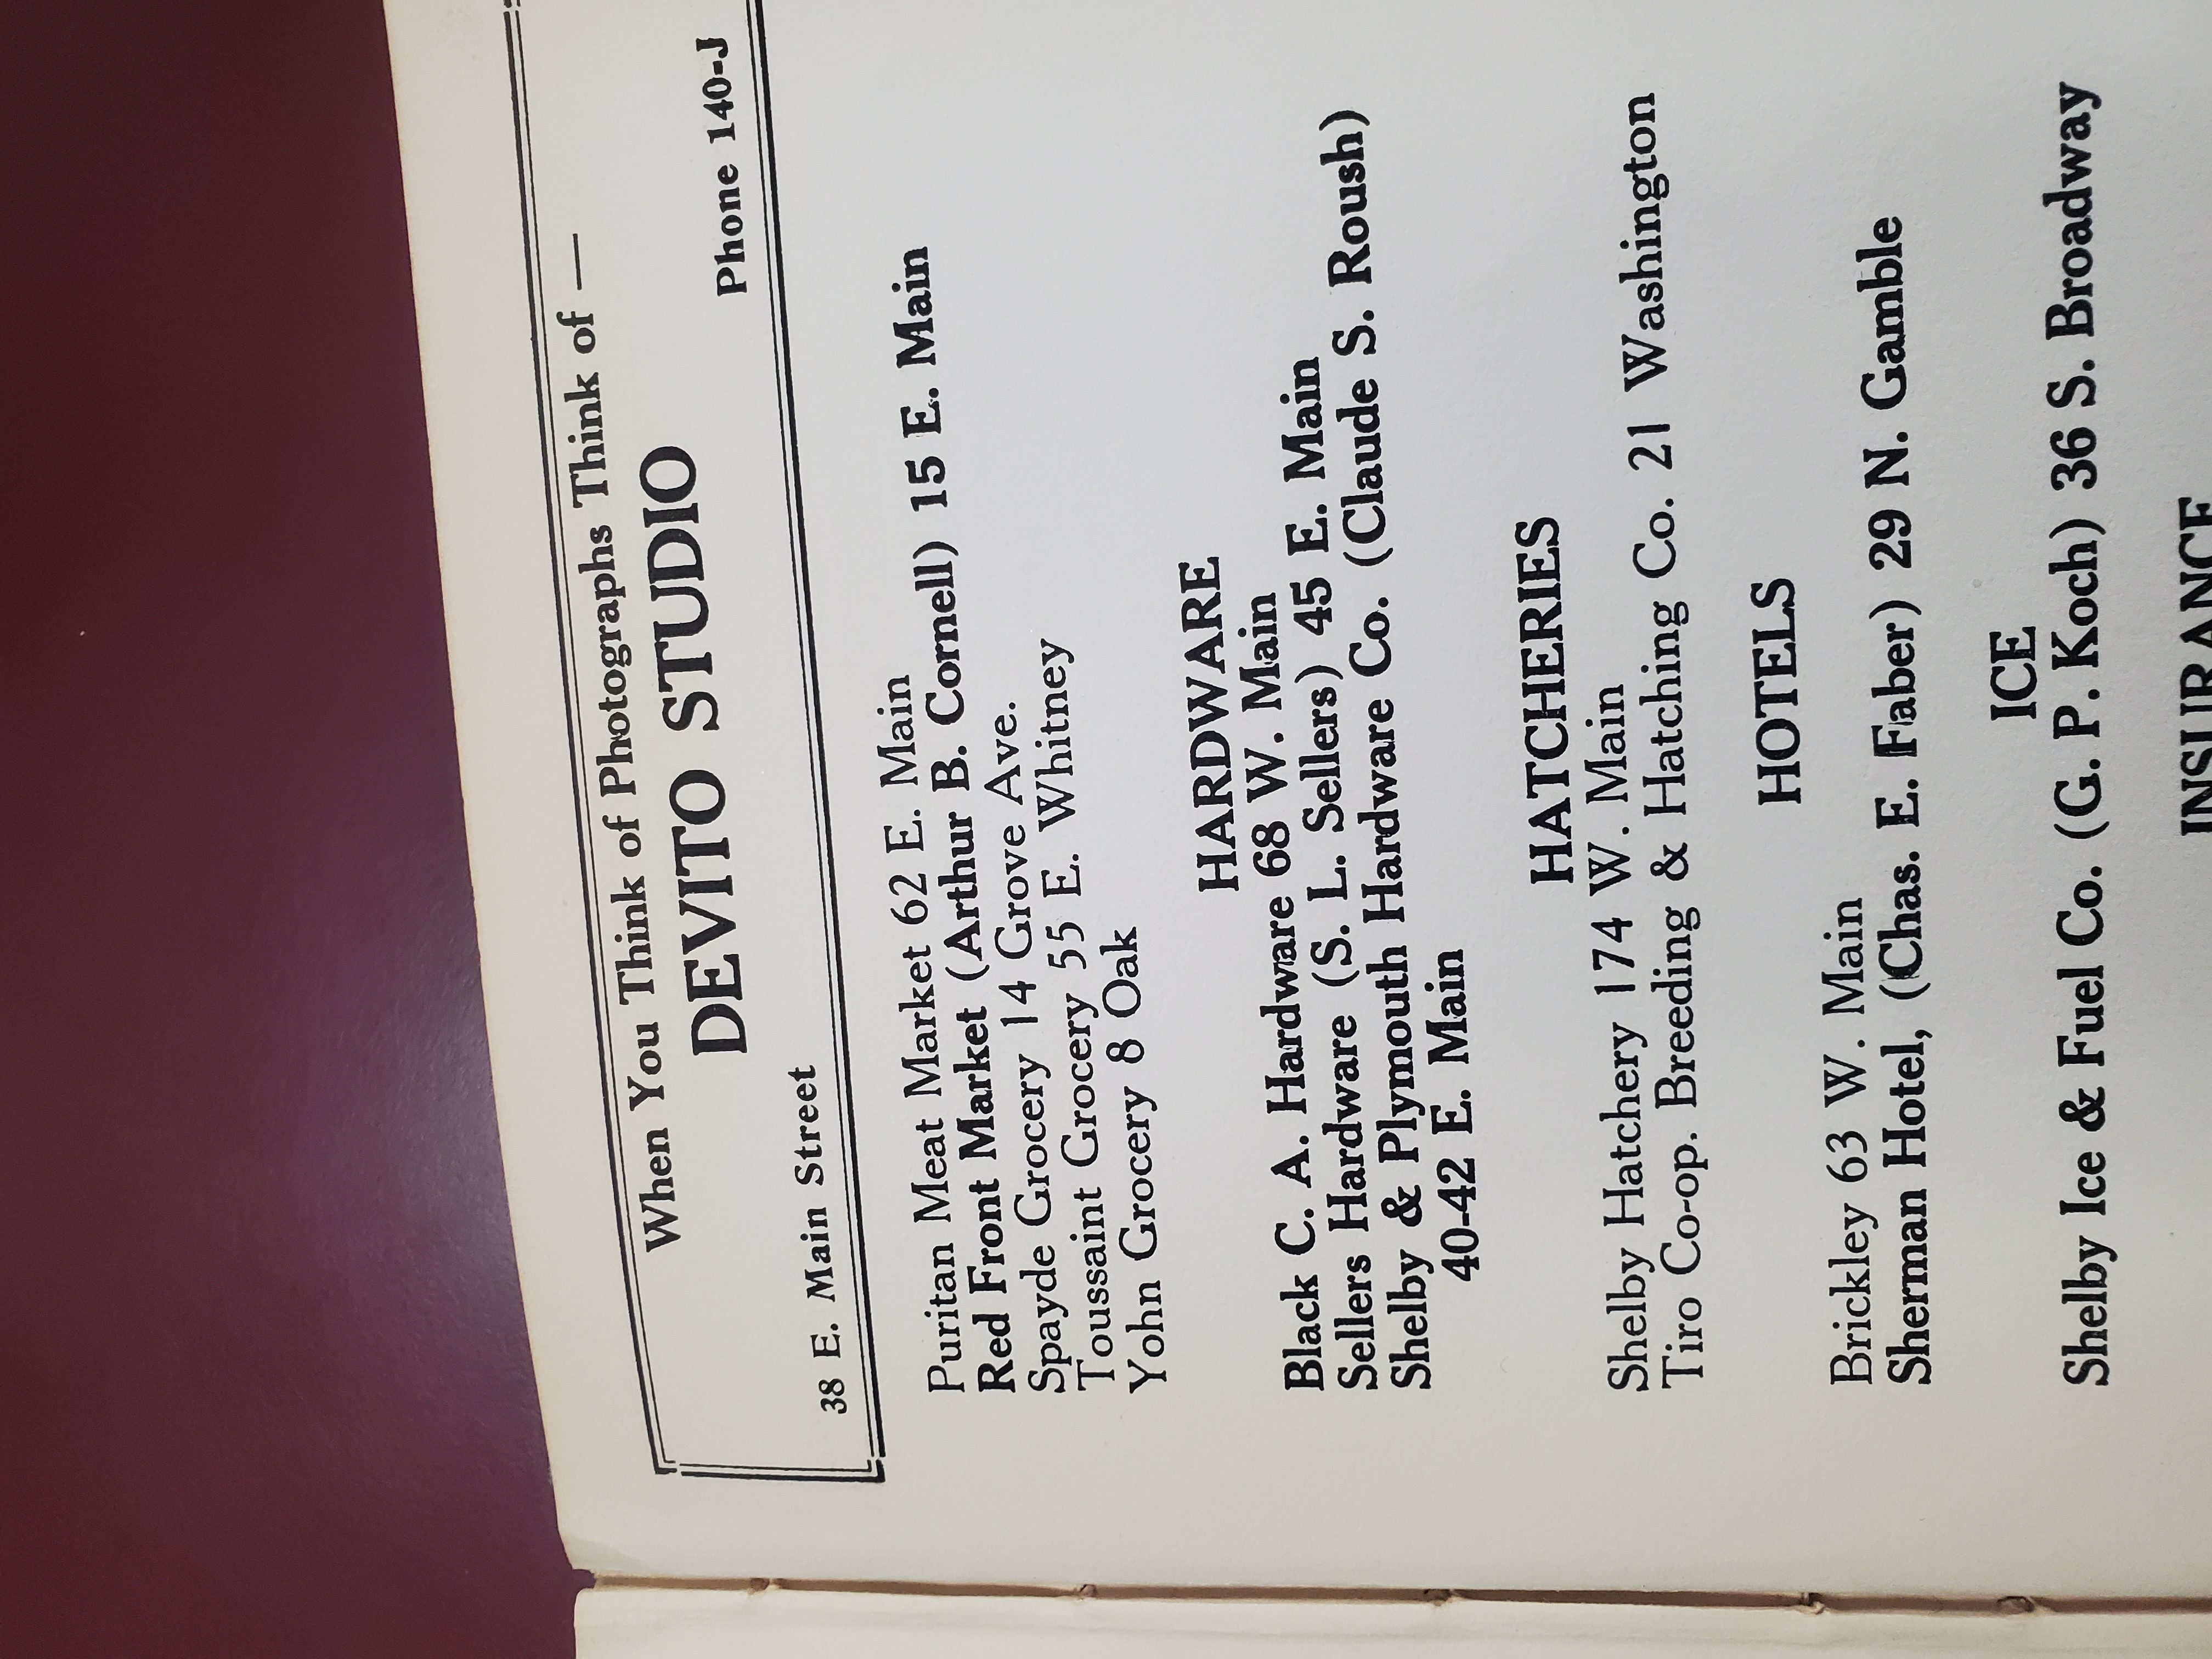 When You Think of Photographs Think of —
DEVITO STUDIO
38 E. Main Street Phone 140-J
Puritan Meat Market 62 E. Main
Red Front Market (Arthur B. Cornell) 15 E. Main
Spayde Grocery 14 Grove Ave.
Toussaint Grocery 55 E. Whitney
Yohn Grocery 8 Oak
HARDWARE
Black C. A. Hardware 68 W. Main
Sellers Hardware (S. L. Sellers) 45 E. Main
Shelby & Plymouth Hardware Co. (Claude S. Roush)
40-42 E. Main
HATCHERIES
Shelby Hatchery 174 W. Main
Tiro Co-op. Breeding & Hatching Co. 21 Washington
HOTELS
Brickley 63 W. Main
Sherman Hotel, (Chas. E. Faber) 29 N. Gamble
ICE
Shelby Ice & Fuel Co. (G. P. Koch) 36 S. Broadway
INSURANCE